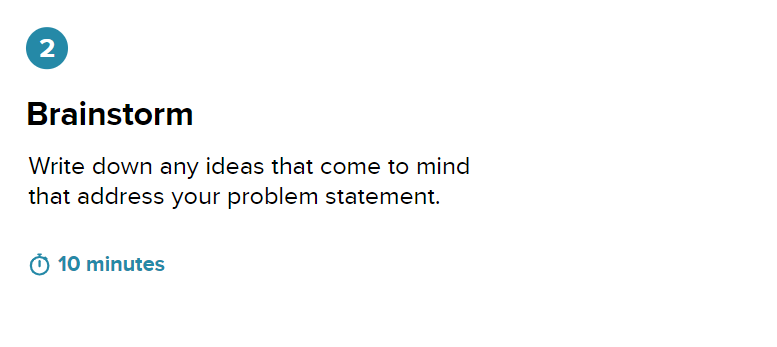 2
Brainstorm
Write down any ideas that come to mind
that address your problem statement.
10 minutes